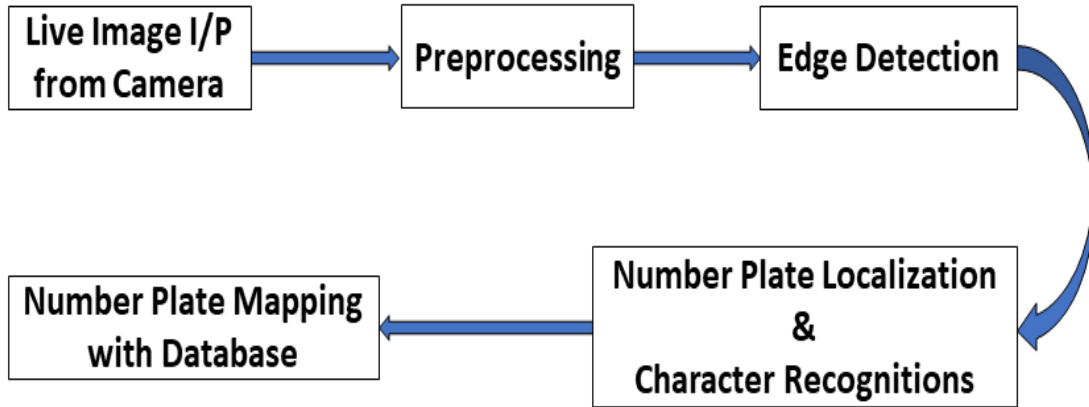 Live Image I/P
from Camera
Preprocessing
Edge Detection
Number Plate Localization
&
Character Recognitions
Number Plate Mapping
with Database